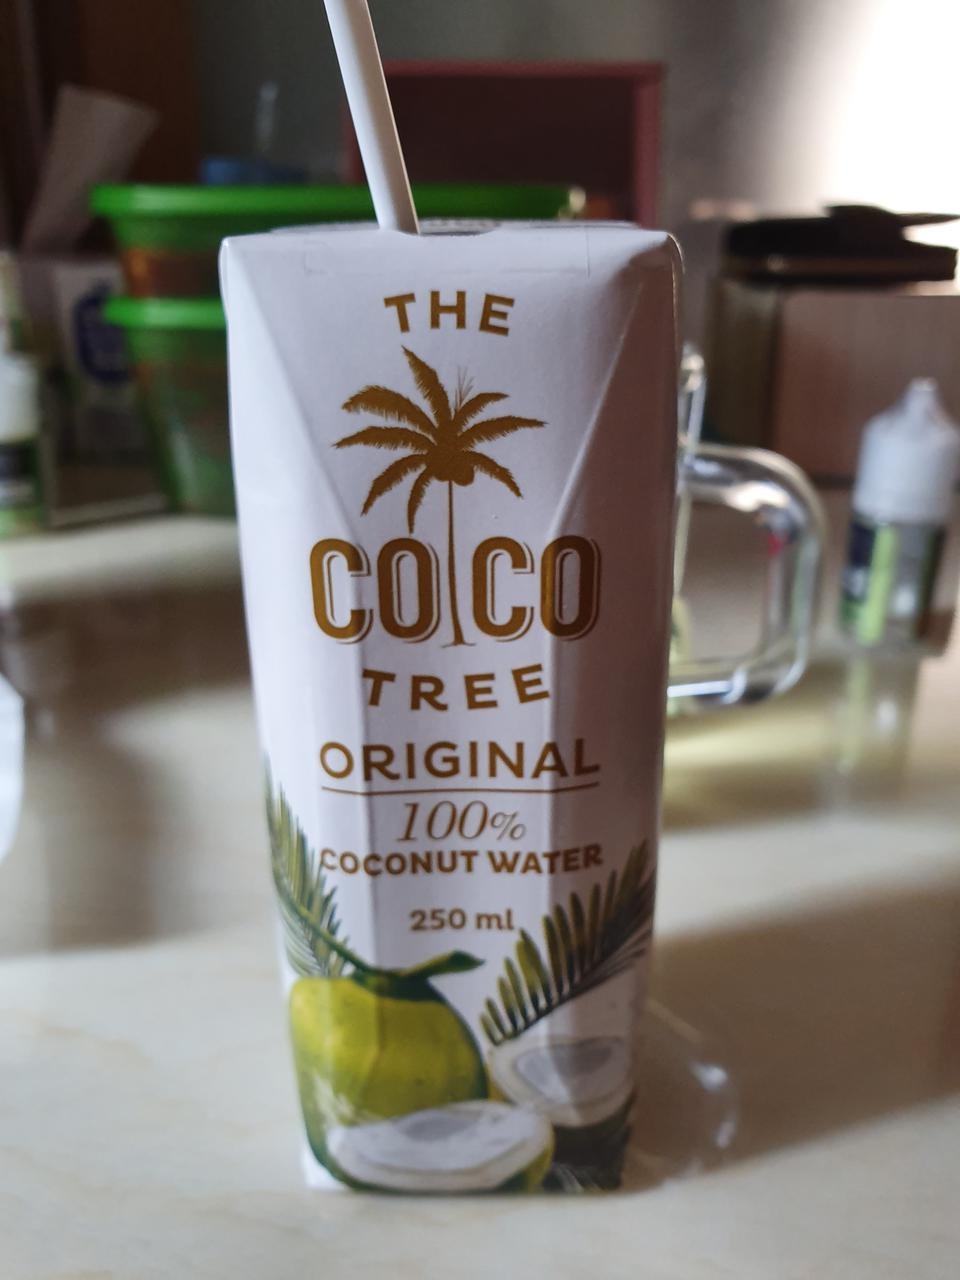 THE
COCO
TREE
ORIGINAL
100%
COCONUT WATER
250 ml